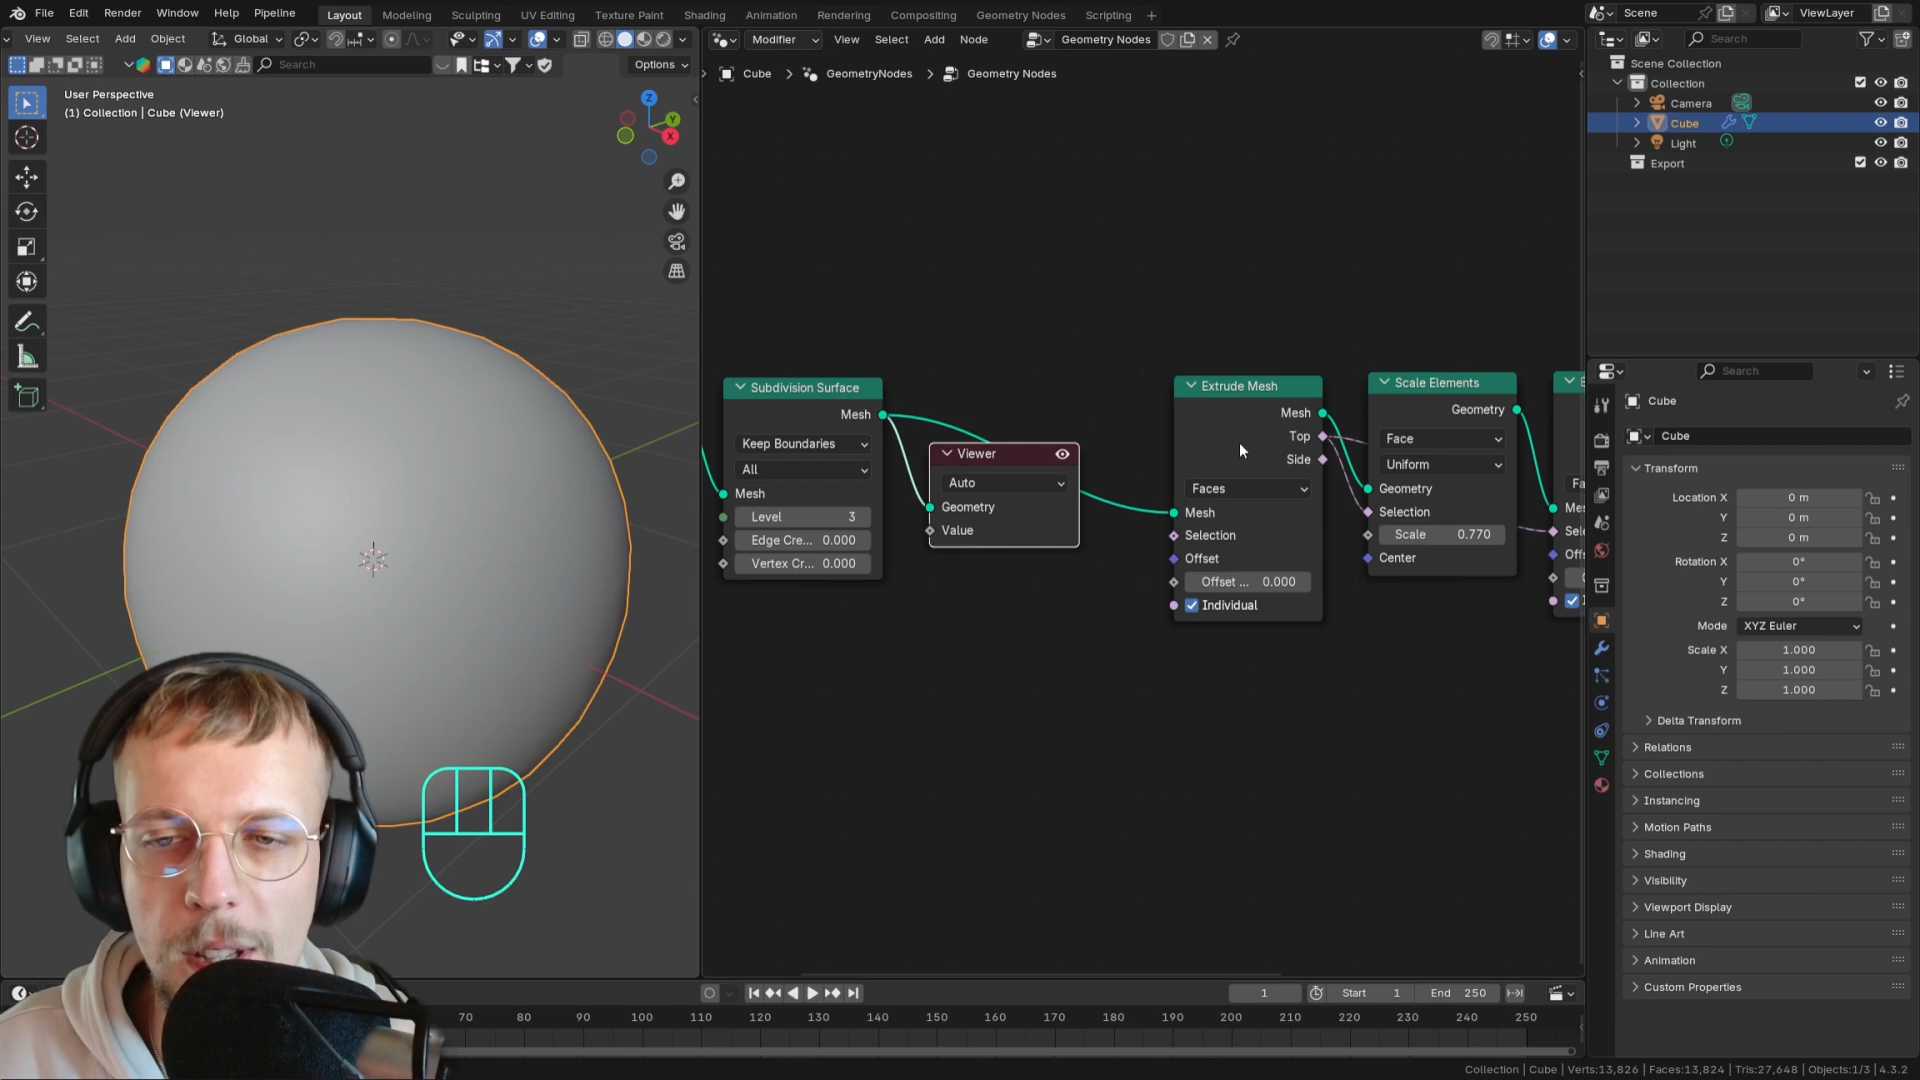 File Edit Render Window Help Pipeline
Layout Modeling Sculpting UV Editing Texture Paint Shading Animation Rendering Compositing Geometry Nodes Scripting
Scene
ViewLayer
View Select Add Object
Global
Search
Options
Modifier View Select Add Node
Geometry Nodes
Cube GeometryNodes Geometry Nodes
User Perspective
(1) Collection | Cube (Viewer)
Z
Y
X
Subdivision Surface
Mesh
Keep Boundaries
All
Mesh
Level 3
Edge Cre... 0.000
Vertex Cr... 0.000
Viewer
Auto
Geometry
Value
Extrude Mesh
Mesh
Top
Side
Faces
Mesh
Selection
Offset
Offset ... 0.000
Individual
Scale Elements
Geometry
Face
Uniform
Geometry
Selection
Scale 0.770
Center
Search
Scene Collection
Collection
Camera
Cube
Light
Export
Search
Cube
Cube
Transform
Location X 0 m
Y 0 m
Z 0 m
Rotation X 0°
Y 0°
Z 0°
Mode XYZ Euler
Scale X 1.000
Y 1.000
Z 1.000
Delta Transform
Relations
Collections
Instancing
Motion Paths
Shading
Visibility
Viewport Display
Line Art
Animation
Custom Properties
1 Start 1 End 250
70 80 90 100 110 120 130 140 150 160 170 180 190 200 210 220 230 240 250
Collection | Cube | Verts:13,826 | Faces:13,824 | Tris:27,648 | Objects:1/3 | 4.3.2